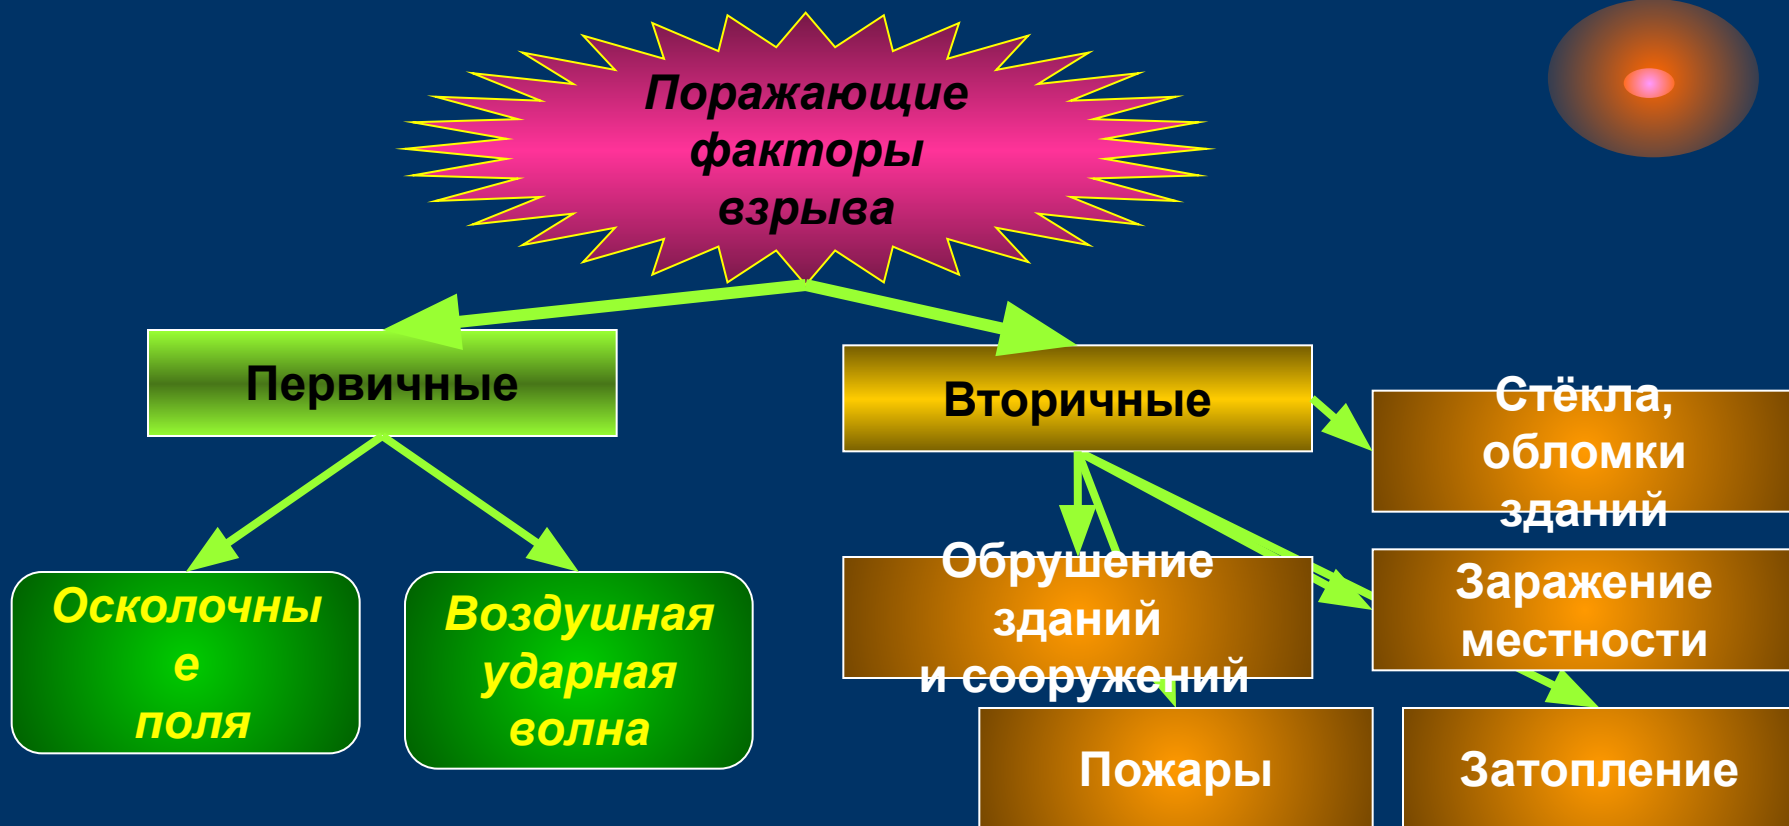 Поражающие
факторы
взрыва
Первичные
Вторичные
Стёкла,
обломки
зданий
Осколочны
е
поля
Воздушная
ударная
волна
Обрушение
зданий
и сооружений
Заражение
местности
Пожары
Затопление